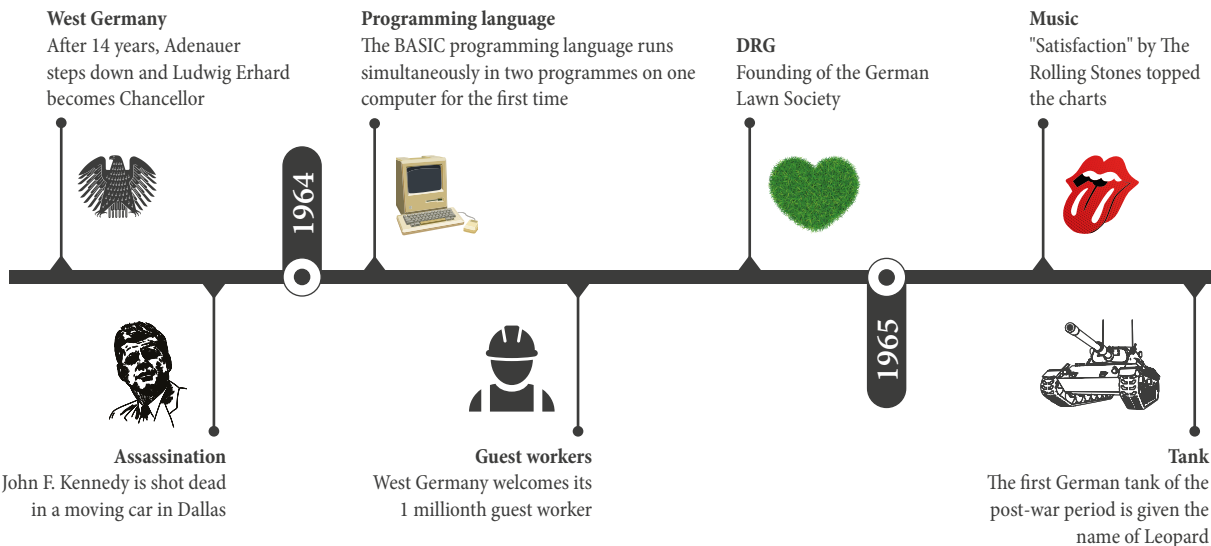 West Germany
After 14 years, Adenauer
steps down and Ludwig Erhard
becomes Chancellor
Programming language
The BASIC programming language runs
simultaneously in two programmes on one
computer for the first time
DRG
Founding of the German
Lawn Society
Music
"Satisfaction" by The
Rolling Stones topped
the charts
1964
1965
Assassination
John F. Kennedy is shot dead
in a moving car in Dallas
Guest workers
West Germany welcomes its
1 millionth guest worker
Tank
The first German tank of the
post-war period is given the
name of Leopard